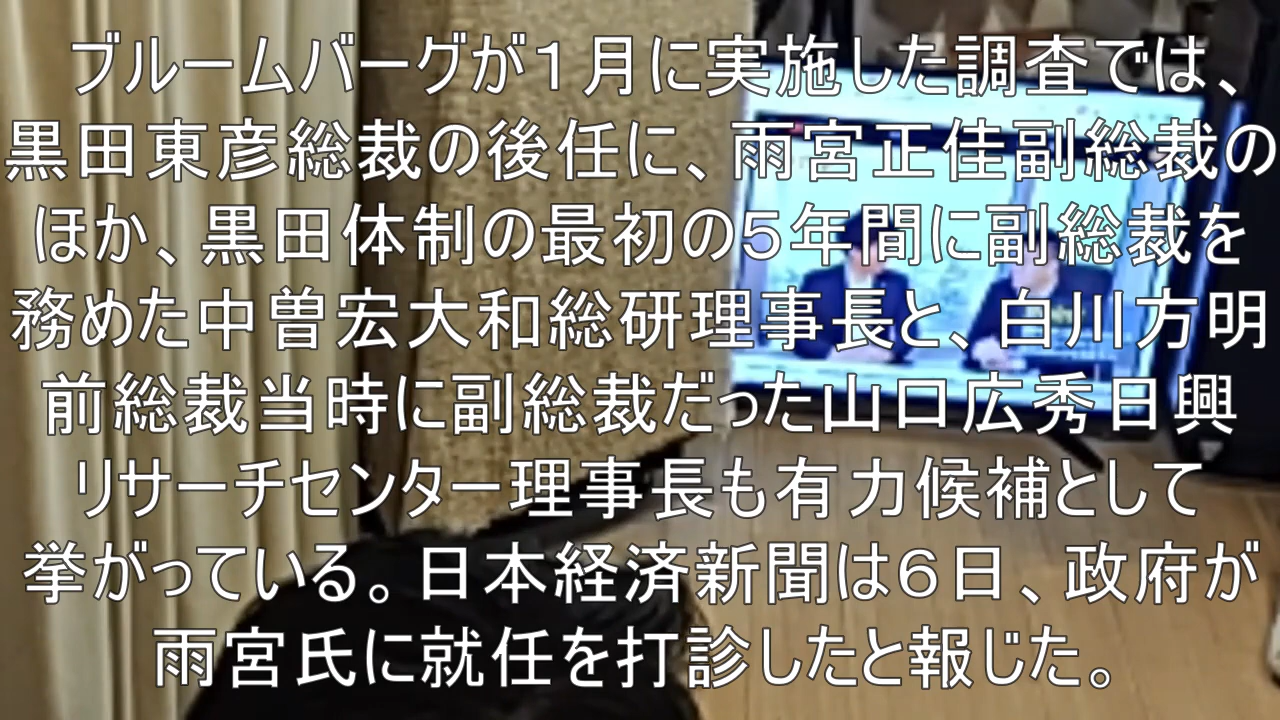 ブルームバーグが１月に実施した調査では、
黒田東彦総裁の後任に、雨宮正佳副総裁の
ほか、黒田体制の最初の５年間に副総裁を
務めた中曽宏大和総研理事長と、白川方明
前総裁当時に副総裁だった山口広秀日興
リサーチセンター理事長も有力候補として
挙がっている。日本経済新聞は６日、政府が
雨宮氏に就任を打診したと報じた。